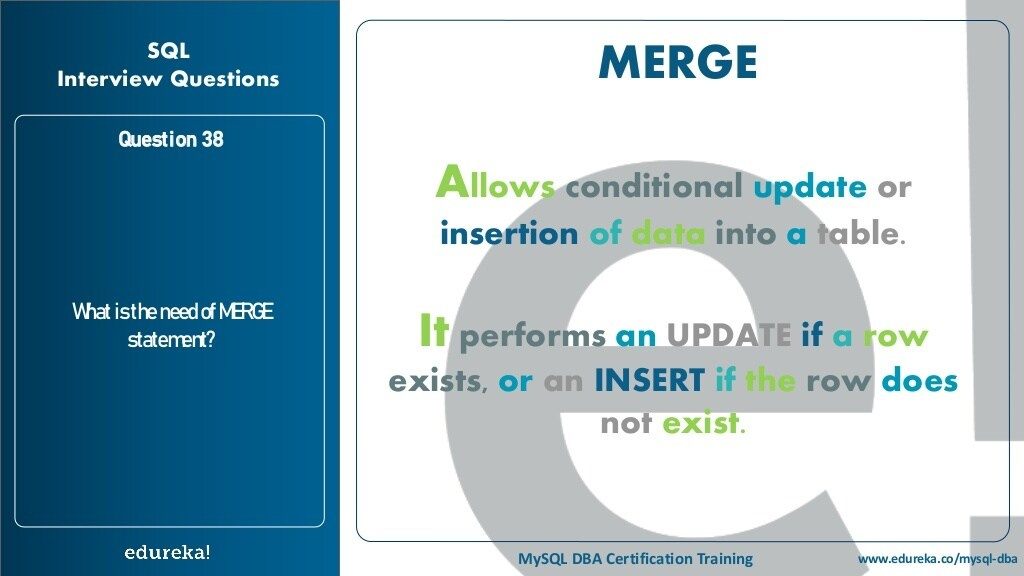 SQL
Interview Questions
Question 38
What is the need of MERGE
statement?
edureka!
MERGE
Allows conditional update or
insertion of data into a table.
It performs an UPDATE if a row
exists, or an INSERT if the row does
not exist.
MySQL DBA Certification Training
www.edureka.co/mysql-dba